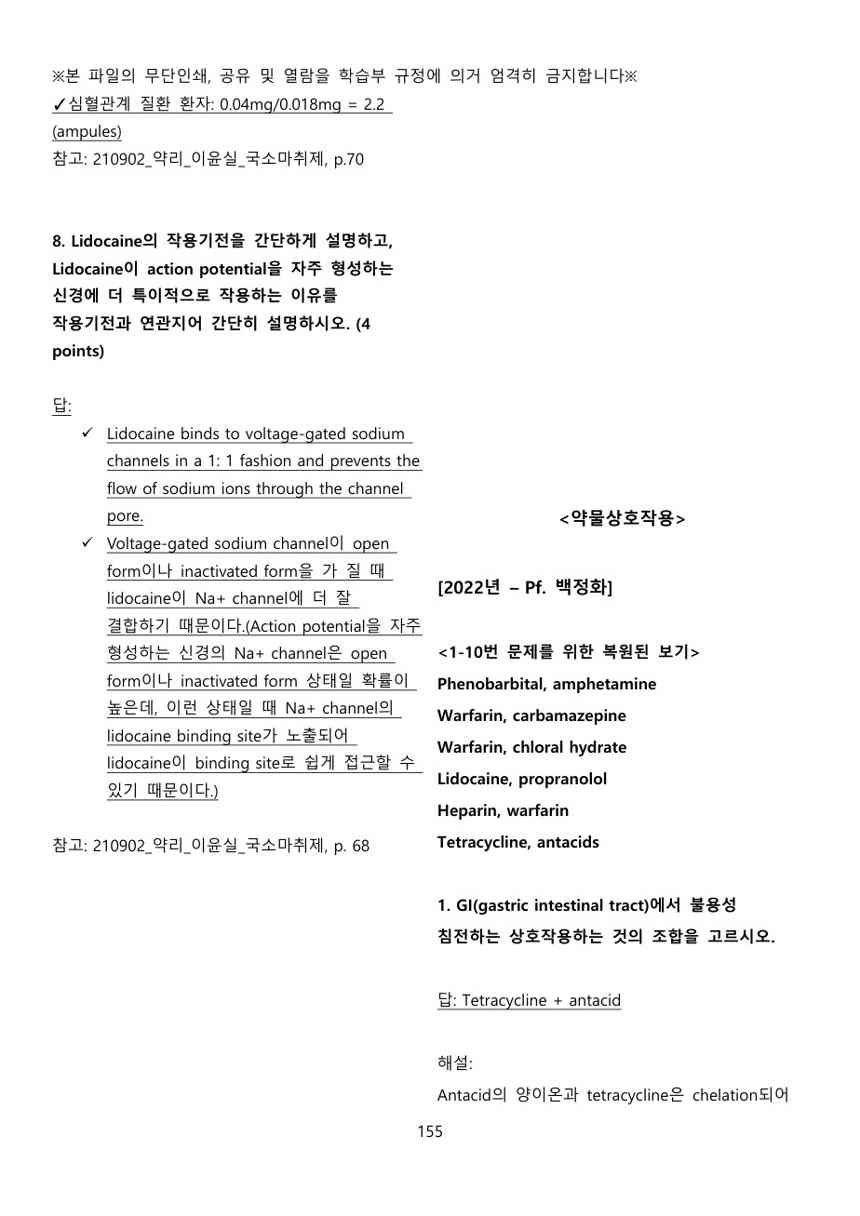 ※본 파일의 무단인쇄, 공유 및 열람을 학습부 규정에 의거 엄격히 금지합니다※
✓심혈관계 질환 환자: 0.04mg/0.018mg = 2.2
(ampules)
참고: 210902_약리_이윤실_국소마취제, p.70
8. Lidocaine의 작용기전을 간단하게 설명하고,
Lidocaine이 action potential을 자주 형성하는
신경에 더 특이적으로 작용하는 이유를
작용기전과 연관지어 간단히 설명하시오. (4
points)
답:
✓ Lidocaine binds to voltage-gated sodium
channels in a 1: 1 fashion and prevents the
flow of sodium ions through the channel
pore.
✓ Voltage-gated sodium channel이 open
form이나 inactivated form을 가 질 때
lidocaine이 Na+ channel에 더 잘
결합하기 때문이다.(Action potential을 자주
형성하는 신경의 Na+ channel은 open
form이나 inactivated form 상태일 확률이
높은데, 이런 상태일 때 Na+ channel의
lidocaine binding site가 노출되어
lidocaine이 binding site로 쉽게 접근할 수
있기 때문이다.)
참고: 210902_약리_이윤실_국소마취제, p. 68
<약물상호작용>
[2022년 – Pf. 백정화]
<1-10번 문제를 위한 복원된 보기>
Phenobarbital, amphetamine
Warfarin, carbamazepine
Warfarin, chloral hydrate
Lidocaine, propranolol
Heparin, warfarin
Tetracycline, antacids
1. GI(gastric intestinal tract)에서 불용성
침전하는 상호작용하는 것의 조합을 고르시오.
답: Tetracycline + antacid
해설:
Antacid의 양이온과 tetracycline은 chelation되어
155